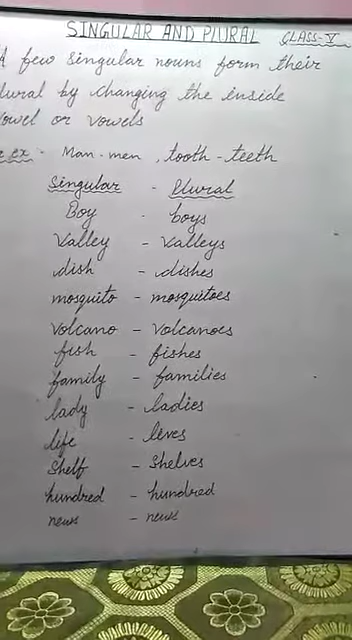 SINGULAR AND PLURAL CLASS-V
A few singular nouns form their
plural by changing the inside
vowel or vowels
ex - Man - men , tooth - teeth
Singular - Plural
Boy - boys
Valley - Valleys
dish - dishes
mosquito - mosquitoes
Volcano - Volcanoes
fish - fishes
family - families
lady - ladies
life - lives
Shelf - Shelves
hundred - hundred
news - news